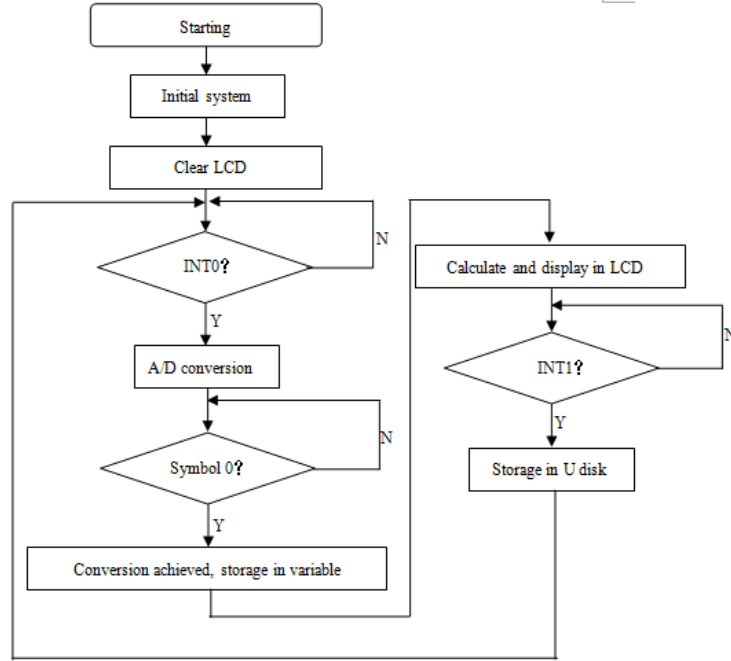 Starting
Initial system
Clear LCD
INT0?
N
Y
A/D conversion
Symbol 0?
N
Y
Conversion achieved, storage in variable
Calculate and display in LCD
INT1?
N
Y
Storage in U disk